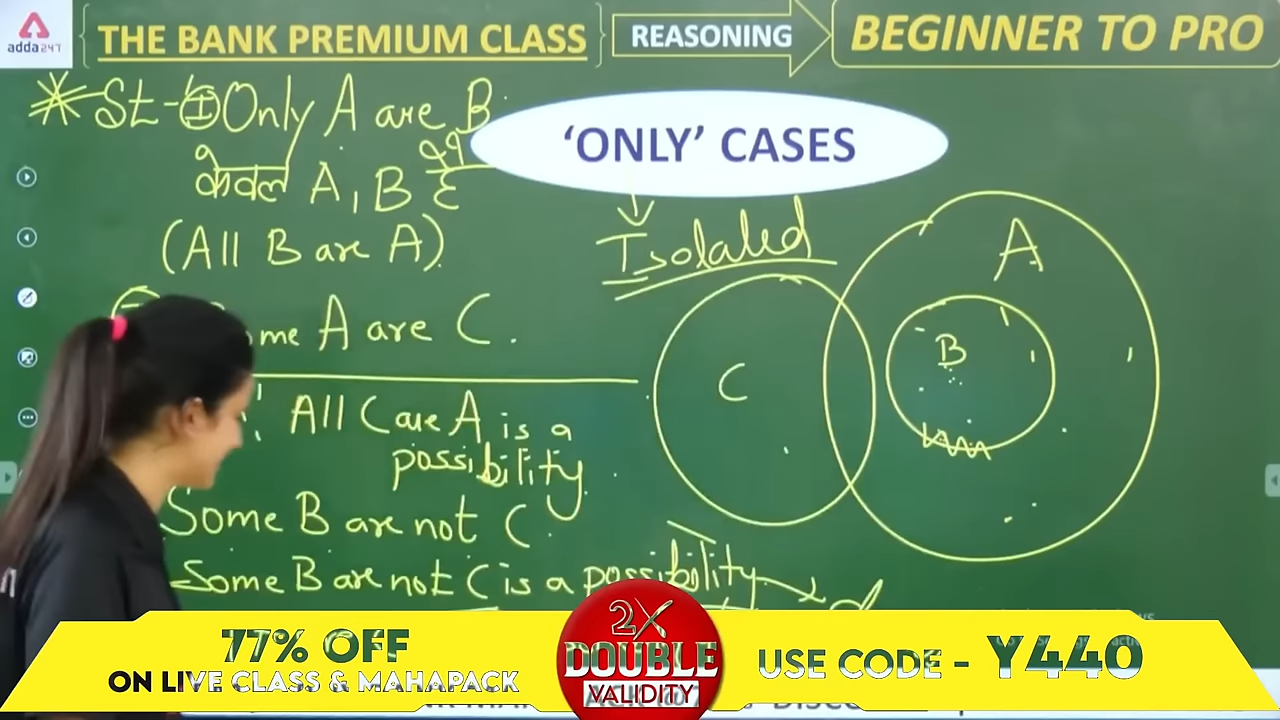 adda247
THE BANK PREMIUM CLASS
REASONING
BEGINNER TO PRO
St-I Only A are B
केवल A, B है
(All B are A).
me A are C.
All C are A is a
possibility.
Some B are not C
Some B are not C is a possibility
'ONLY' CASES
Isolated
A
B
C
77% OFF
ON LIVE CLASS & MAHAPACK
2X
DOUBLE
VALIDITY
USE CODE - Y440